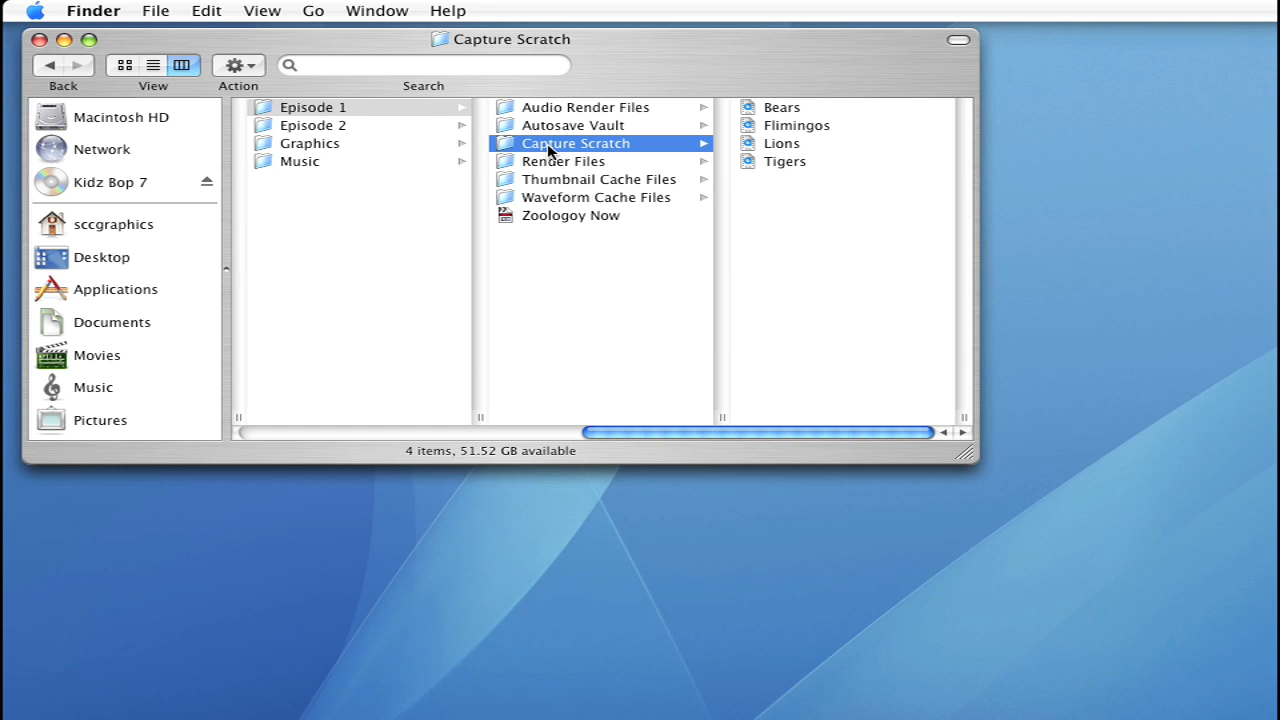 Finder File Edit View Go Window Help
Capture Scratch
Back View Action Search
Macintosh HD
Network
Kidz Bop 7
sccgraphics
Desktop
Applications
Documents
Movies
Music
Pictures
Episode 1
Episode 2
Graphics
Music
Audio Render Files
Autosave Vault
Capture Scratch
Render Files
Thumbnail Cache Files
Waveform Cache Files
Zoologoy Now
Bears
Flimingos
Lions
Tigers
4 items, 51.52 GB available